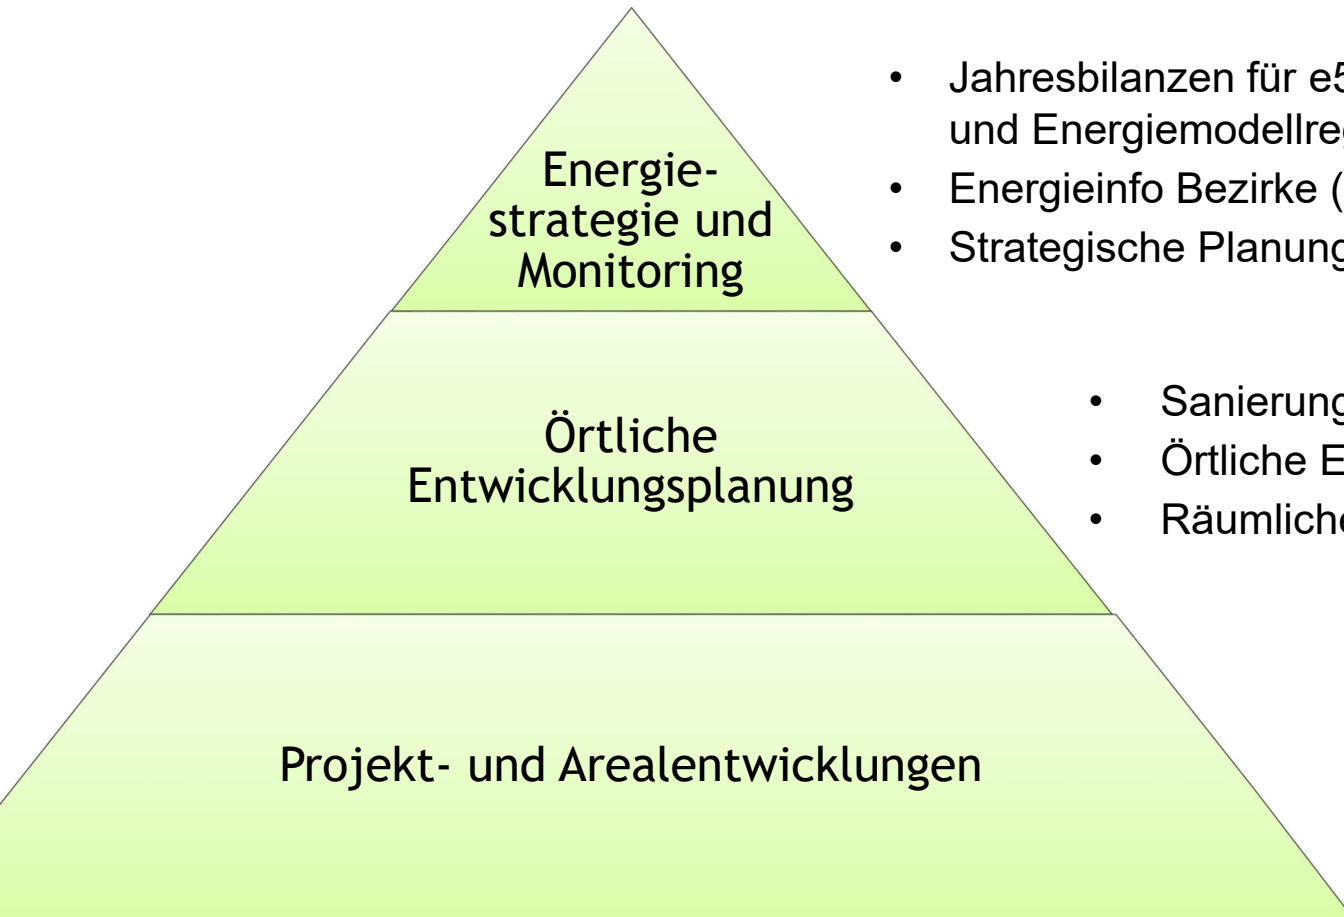 Energie-
strategie und
Monitoring
• Jahresbilanzen für
und
• Energieinfo Bezirke (
• Strategische
Örtliche
Entwicklungsplanung
•
• Örtliche
•
Projekt- und Arealentwicklungen